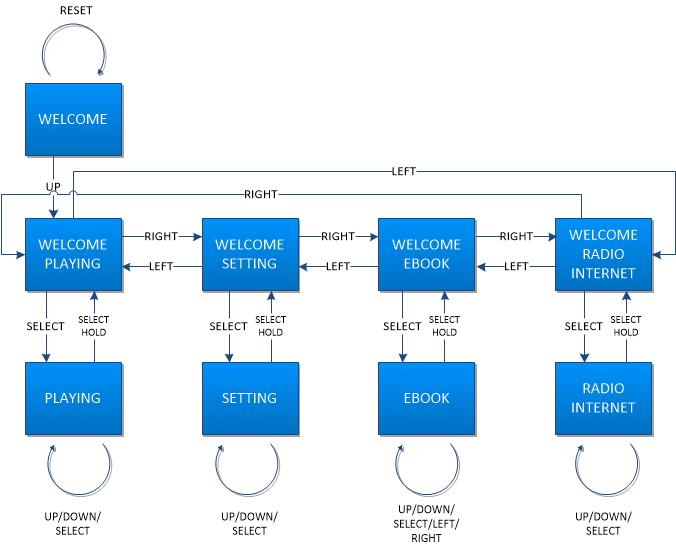 RESET
WELCOME
UP
LEFT
RIGHT
WELCOME
PLAYING
RIGHT
LEFT
WELCOME
SETTING
RIGHT
LEFT
WELCOME
EBOOK
RIGHT
LEFT
WELCOME
RADIO
INTERNET
SELECT
SELECT
HOLD
SELECT
SELECT
HOLD
SELECT
SELECT
HOLD
SELECT
SELECT
HOLD
PLAYING
SETTING
EBOOK
RADIO
INTERNET
UP/DOWN/
SELECT
UP/DOWN/
SELECT
UP/DOWN/
SELECT/LEFT/
RIGHT
UP/DOWN/
SELECT